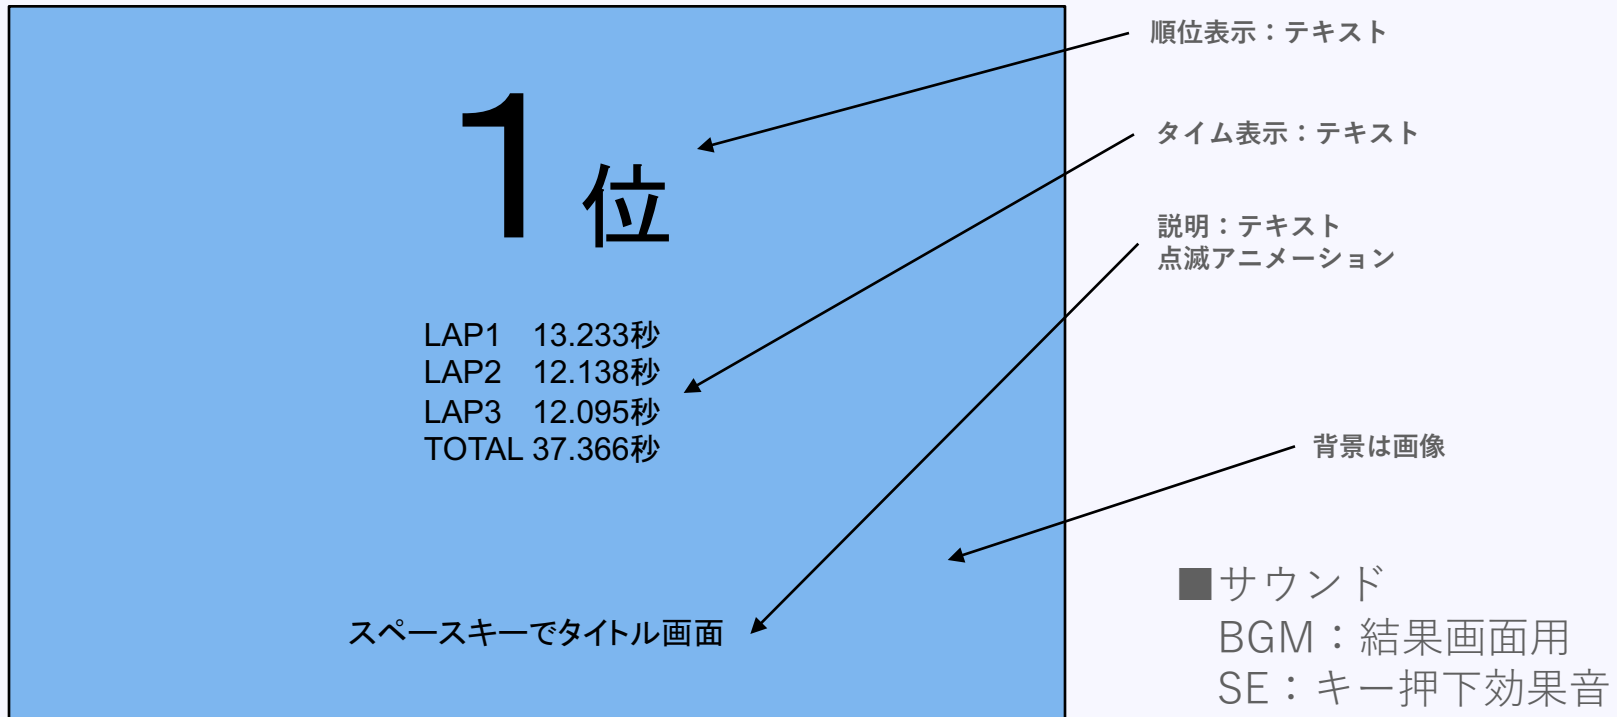 1位
LAP1 13.233秒
LAP2 12.138秒
LAP3 12.095秒
TOTAL 37.366秒
スペースキーでタイトル画面
順位表示：テキスト
タイム表示：テキスト
説明：テキスト
点滅アニメーション
背景は画像
■サウンド
BGM：結果画面用
SE：キー押下効果音